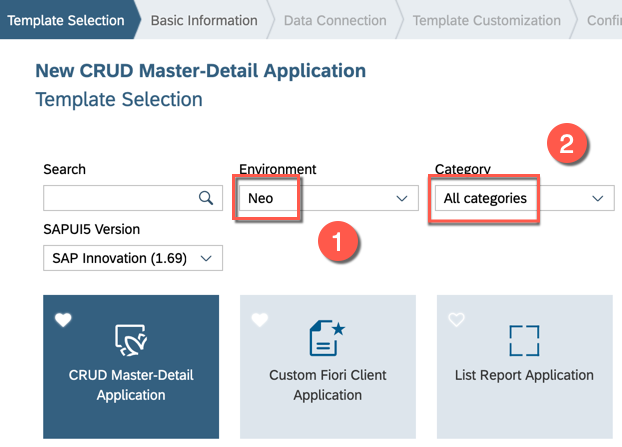 Template Selection
Basic Information
Data Connection
Template Customization
Confi
New CRUD Master-Detail Application
Template Selection
2
Search
Environment
Category
Neo
All categories
SAPUI5 Version
1
SAP Innovation (1.69)
CRUD Master-Detail
Application
Custom Fiori Client
Application
List Report Application